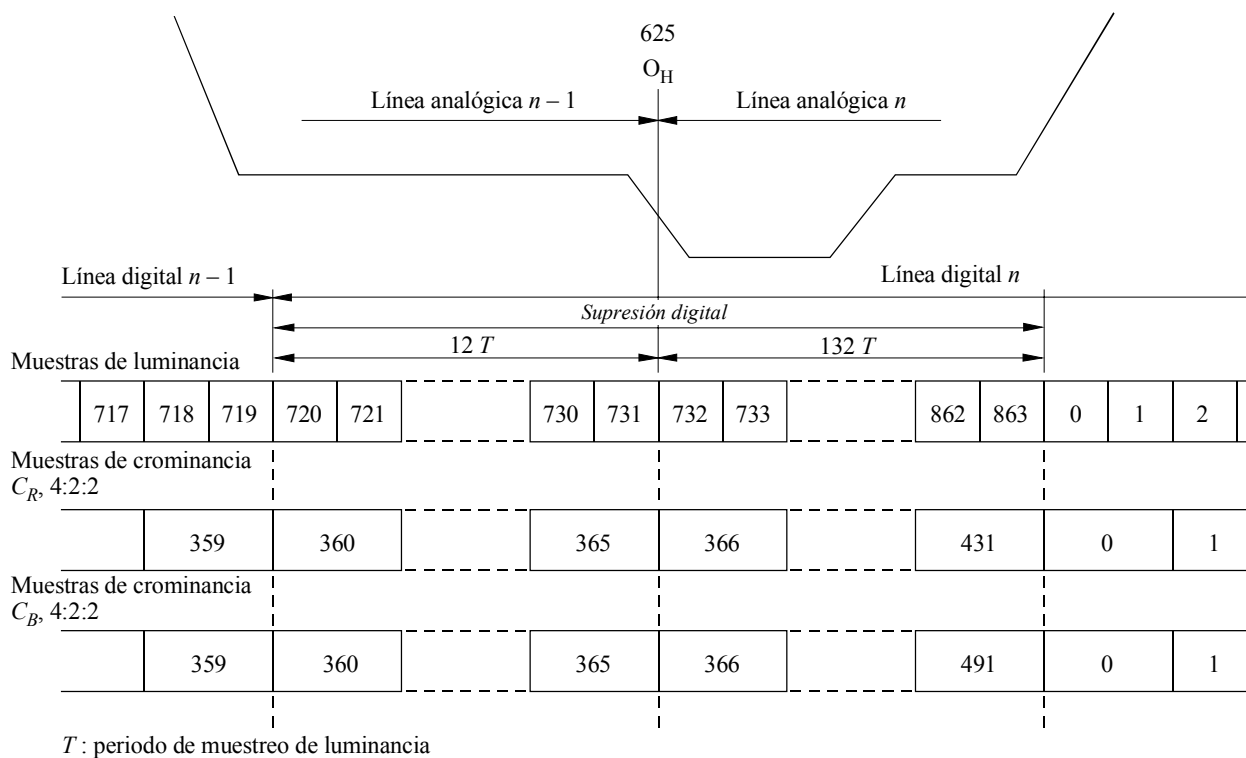 625
O_H
Línea analógica n – 1 Línea analógica n
Línea digital n – 1 Línea digital n
Supresión digital
12 T 132 T
Muestras de luminancia
717 718 719 720 721 730 731 732 733 862 863 0 1 2
Muestras de crominancia
C_R, 4:2:2
359 360 365 366 431 0 1
Muestras de crominancia
C_B, 4:2:2
359 360 365 366 491 0 1
T : periodo de muestreo de luminancia